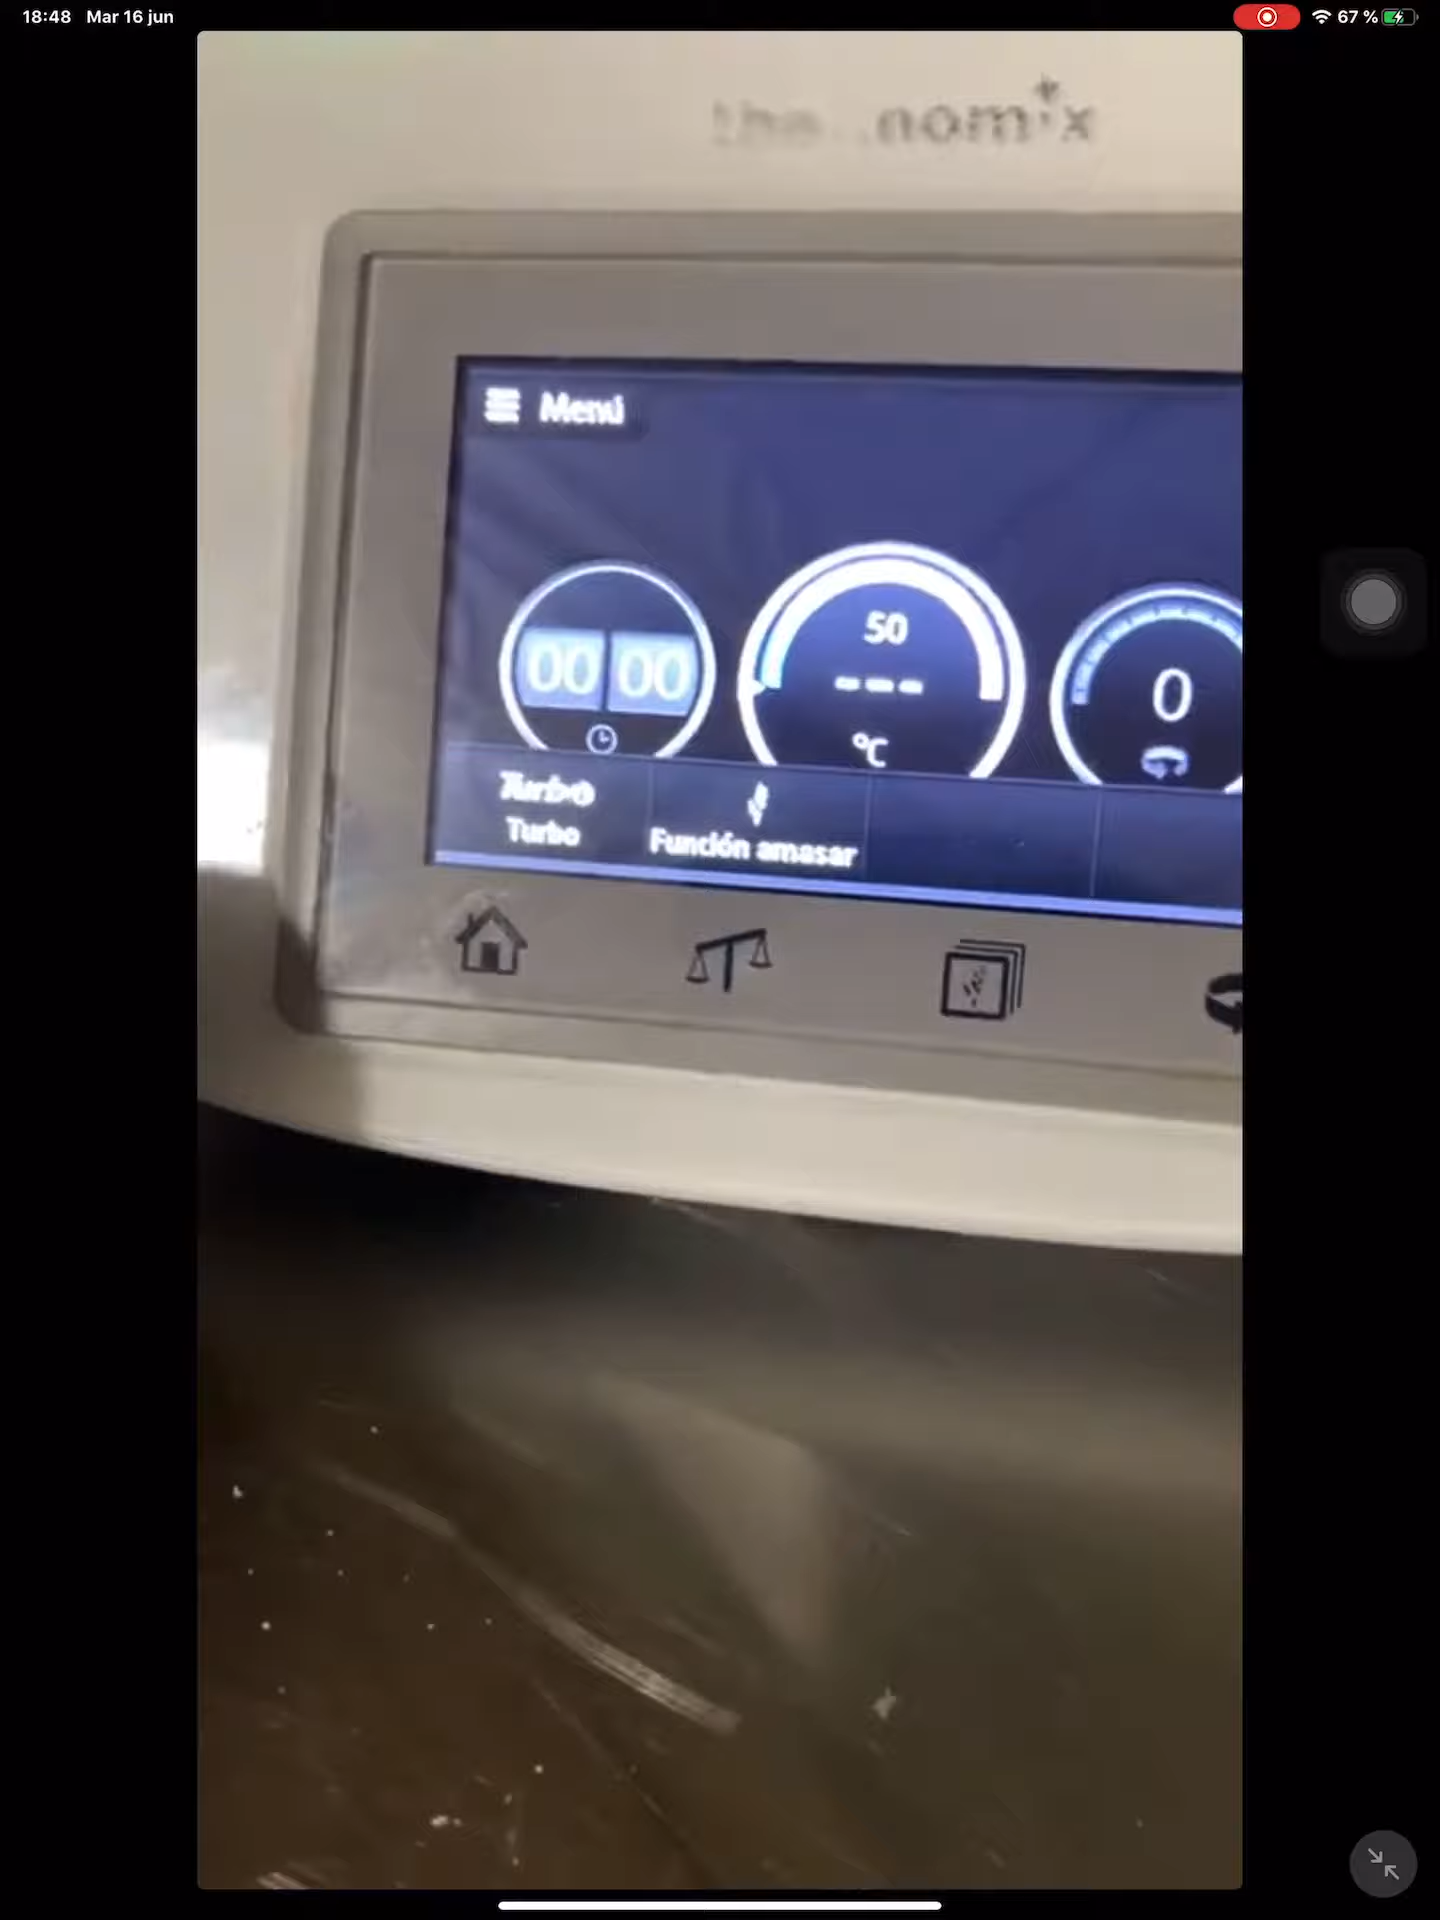 18:48 Mar 16 jun
67 %
Menú
00 00
50
---
°C
0
Turbo
Turbo
Función amasar